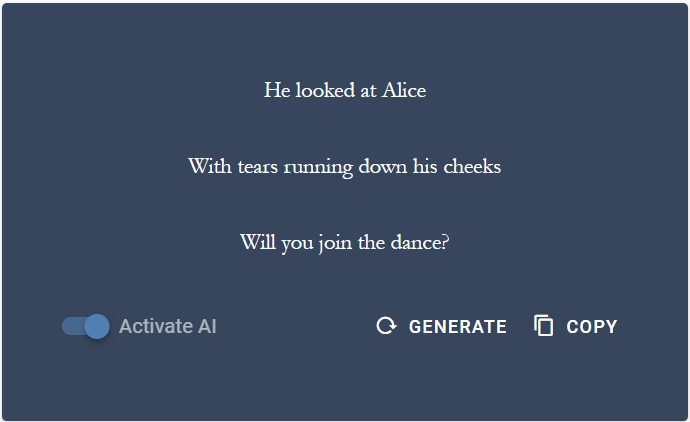 He looked at Alice
With tears running down his cheeks
Will you join the dance?
Activate AI GENERATE COPY